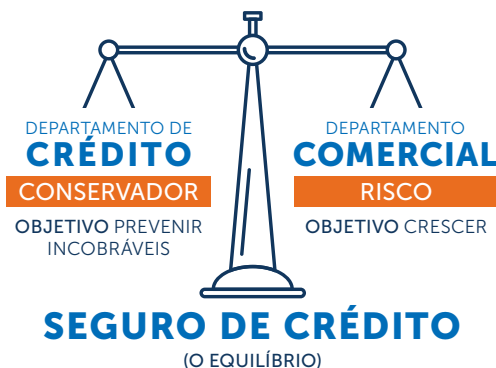 DEPARTAMENTO DE
CRÉDITO
CONSERVADOR
OBJETIVO PREVENIR
INCOBRÁVEIS
DEPARTAMENTO
COMERCIAL
RISCO
OBJETIVO CRESCER
SEGURO DE CRÉDITO
(O EQUILÍBRIO)